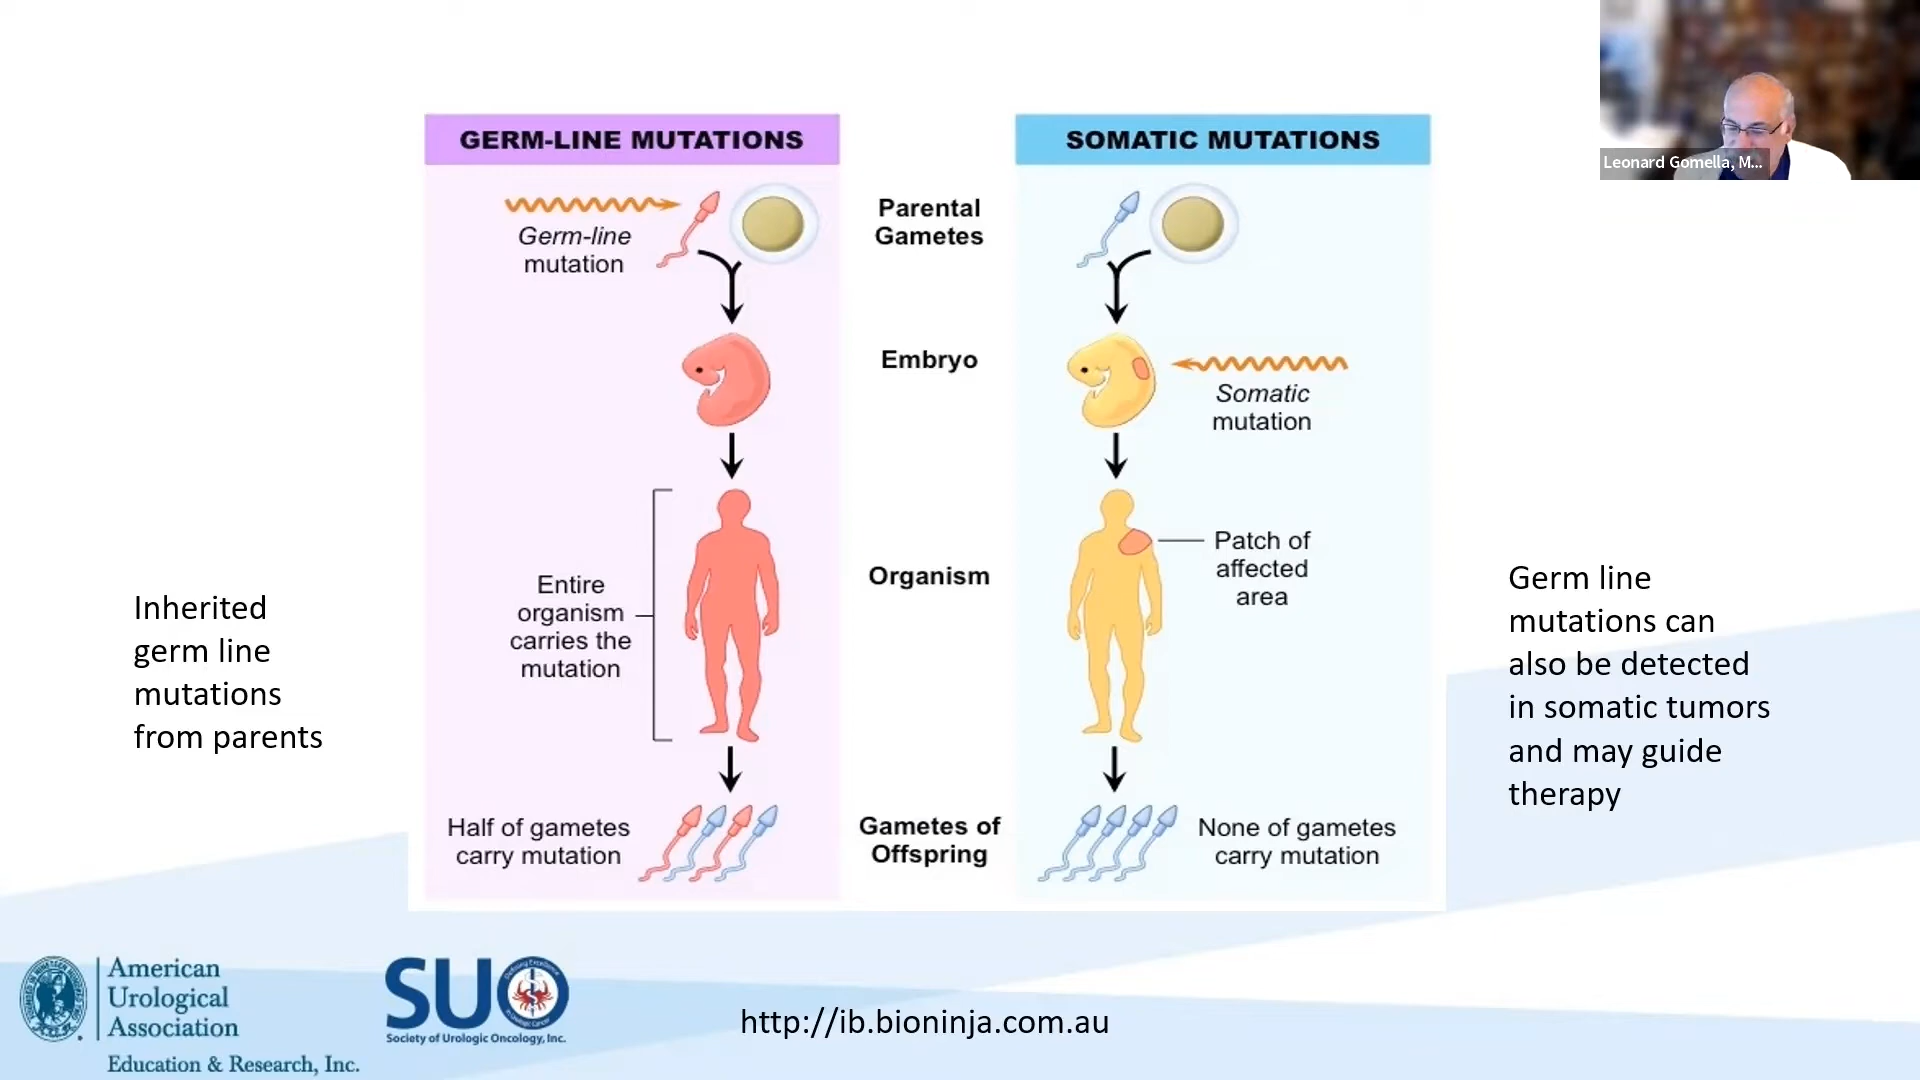 GERM-LINE MUTATIONS
SOMATIC MUTATIONS
Leonard Gomella, M...
Germ-line
mutation
Parental
Gametes
Embryo
Somatic
mutation
Entire
organism
carries the
mutation
Organism
Patch of
affected
area
Half of gametes
carry mutation
Gametes of
Offspring
None of gametes
carry mutation
Inherited
germ line
mutations
from parents
Germ line
mutations can
also be detected
in somatic tumors
and may guide
therapy
American
Urological
Association
Education & Research, Inc.
SUO
Society of Urologic Oncology, Inc.
http://ib.bioninja.com.au